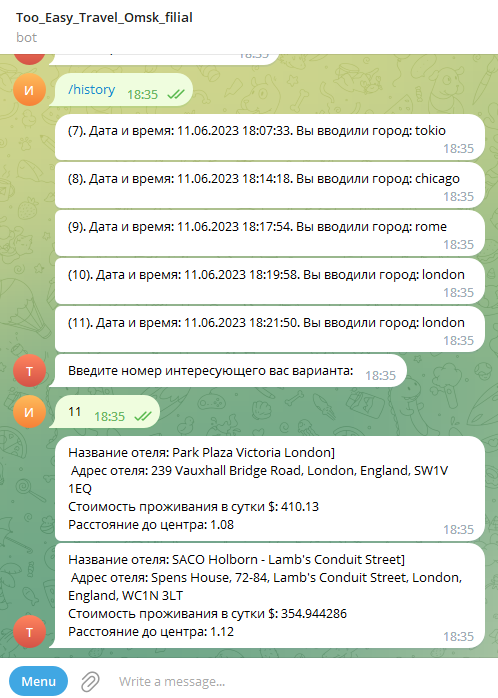 Too_Easy_Travel_Omsk_filial
bot
18:35
И
/history 18:35
(7). Дата и время: 11.06.2023 18:07:33. Вы вводили город: tokio
18:35
(8). Дата и время: 11.06.2023 18:14:18. Вы вводили город: chicago
18:35
(9). Дата и время: 11.06.2023 18:17:54. Вы вводили город: rome
18:35
(10). Дата и время: 11.06.2023 18:19:58. Вы вводили город: london
18:35
(11). Дата и время: 11.06.2023 18:21:50. Вы вводили город: london
18:35
Т
Введите номер интересующего вас варианта: 18:35
И
11 18:35
Название отеля: Park Plaza Victoria London]
Адрес отеля: 239 Vauxhall Bridge Road, London, England, SW1V
1EQ
Стоимость проживания в сутки $: 410.13
Расстояние до центра: 1.08
18:35
Название отеля: SACO Holborn - Lamb's Conduit Street]
Адрес отеля: Spens House, 72-84, Lamb's Conduit Street, London,
England, WC1N 3LT
Стоимость проживания в сутки $: 354.944286
Расстояние до центра: 1.12
18:35
Т
Menu
Write a message...